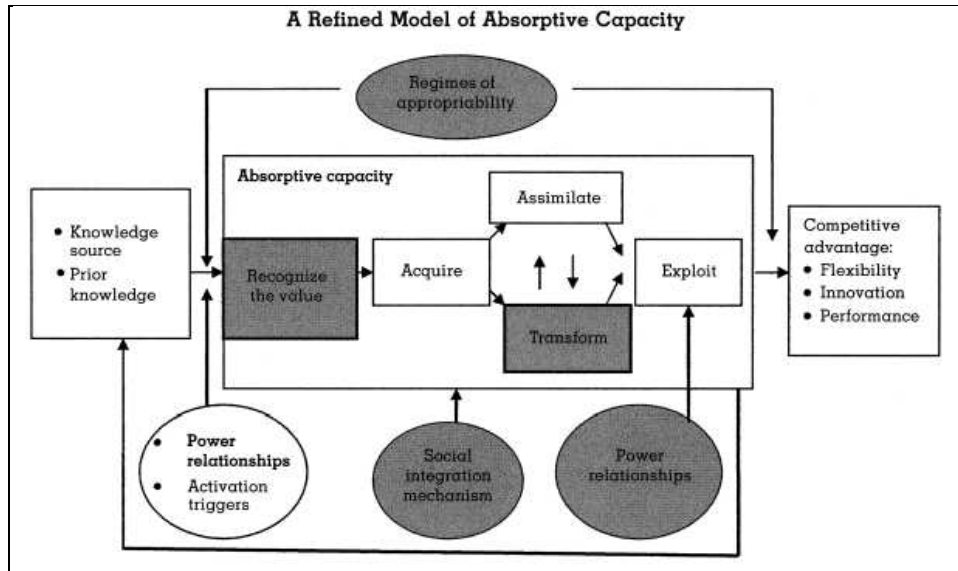 A Refined Model of Absorptive Capacity
Regimes of
appropriability
Absorptive capacity
Assimilate
Competitive
advantage:
• Flexibility
• Innovation
• Performance
• Knowledge
source
• Prior
knowledge
Recognize
the value
Acquire
Exploit
Transform
• Power
relationships
• Activation
triggers
Social
integration
mechanism
Power
relationships